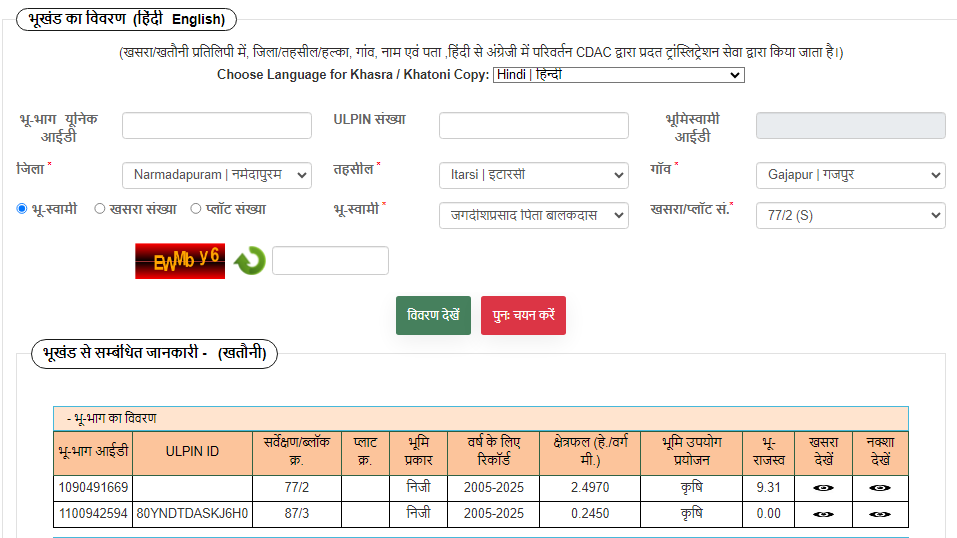 भूखंड का विवरण (हिंदी English)
(खसरा/खतौनी प्रतिलिपी में, जिला/तहसील/हल्का, गांव, नाम एवं पता ,हिंदी से अंग्रेजी में परिवर्तन CDAC द्वारा प्रदत ट्रांस्लिट्रेशन सेवा द्वारा किया जाता है।)
Choose Language for Khasra / Khatoni Copy: Hindi | हिन्दी
भू-भाग यूनिक आईडी ULPIN संख्या भूमिस्वामी आईडी
जिला * Narmadapuram | नर्मदापुरम तहसील * Itarsi | इटारसी गाँव * Gajapur | गजपुर
भू-स्वामी खसरा संख्या प्लॉट संख्या भू-स्वामी * जगदीशप्रसाद पिता बालकदास खसरा/प्लॉट सं.* 77/2 (S)
EWMb y6
विवरण देखें पुनः चयन करें
भूखंड से सम्बंधित जानकारी - (खतौनी)
- भू-भाग का विवरण
भू-भाग आईडी ULPIN ID सर्वेक्षण/ब्लॉक क्र. प्लाट क्र. भूमि प्रकार वर्ष के लिए रिकॉर्ड क्षेत्रफल (हे./वर्ग मी.) भूमि उपयोग प्रयोजन भू-राजस्व खसरा देखें नक्शा देखें
1090491669 77/2 निजी 2005-2025 2.4970 कृषि 9.31
1100942594 80YNDTDASKJ6H0 87/3 निजी 2005-2025 0.2450 कृषि 0.00